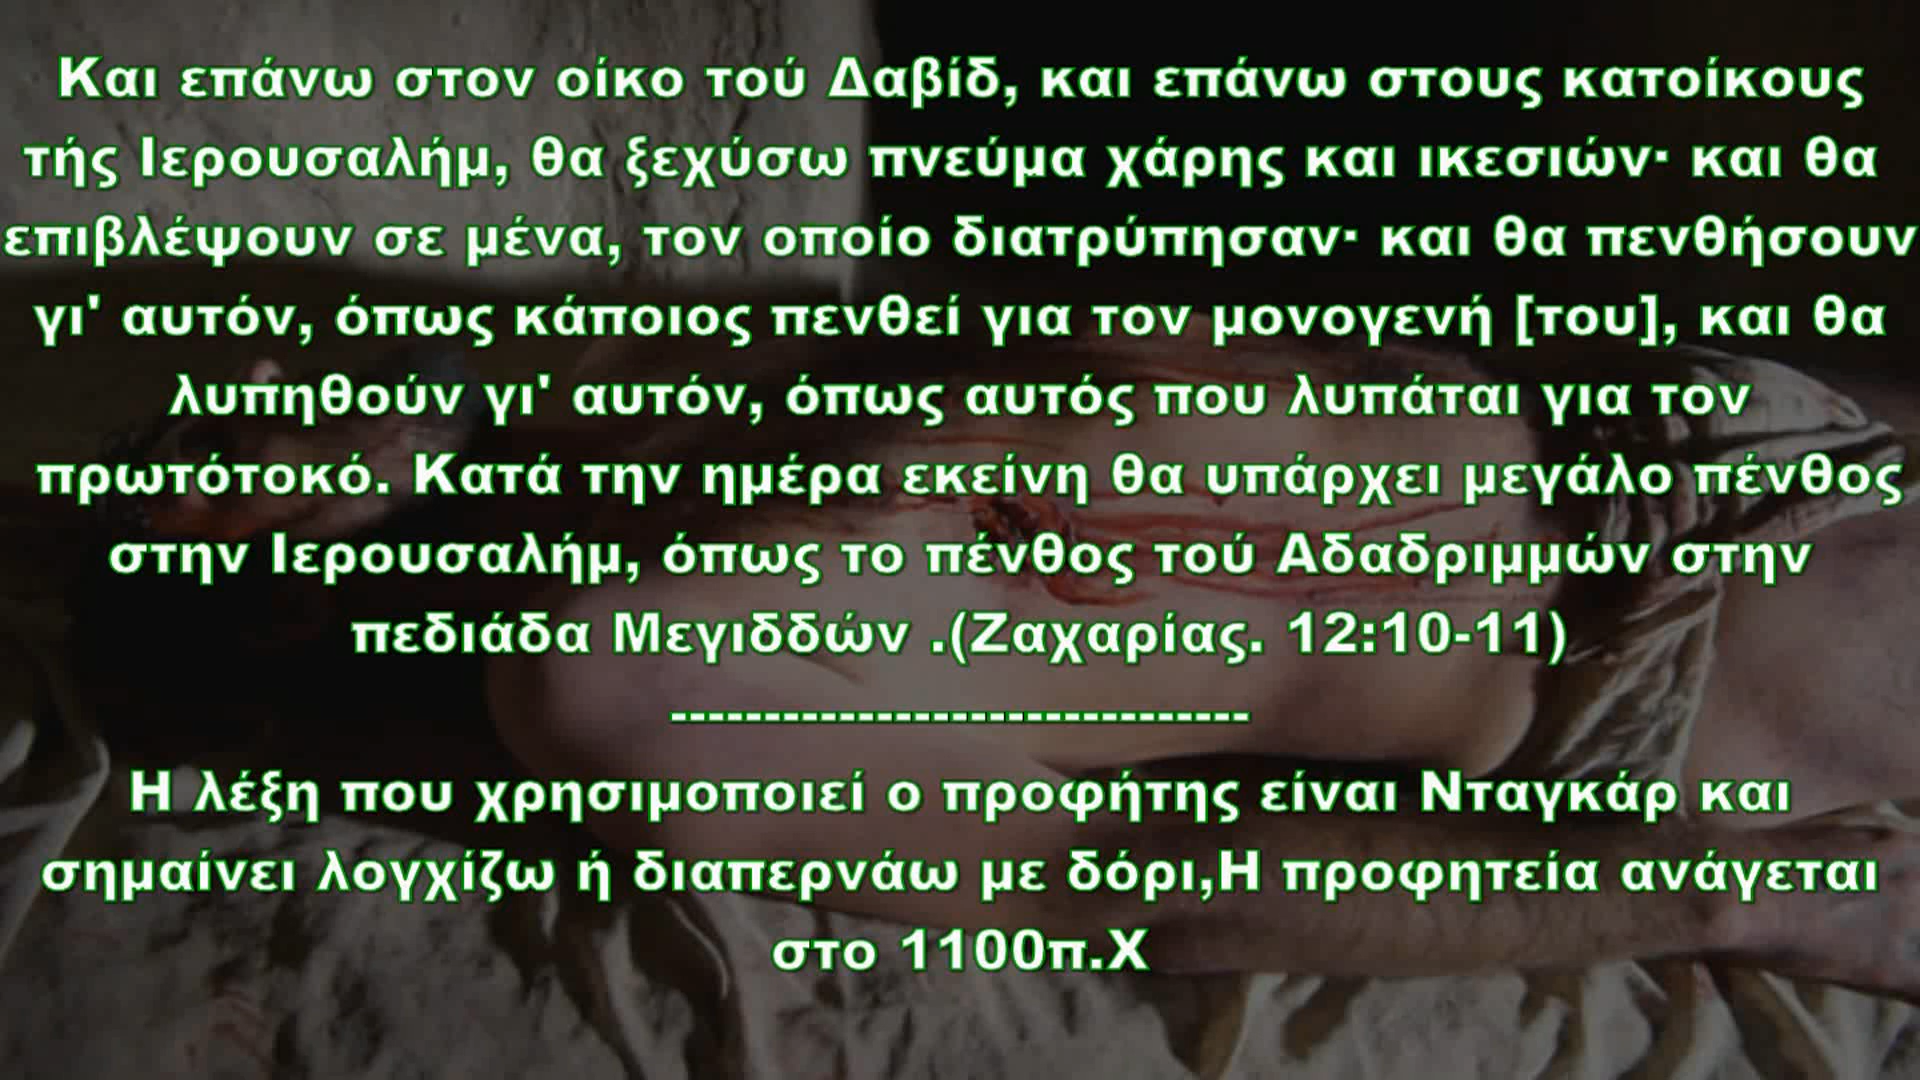 Και επάνω στον οίκο τού Δαβίδ, και επάνω στους κατοίκους
τής Ιερουσαλήμ, θα ξεχύσω πνεύμα χάρης και ικεσιών· και θα
επιβλέψουν σε μένα, τον οποίο διατρύπησαν· και θα πενθήσουν
γι' αυτόν, όπως κάποιος πενθεί για τον μονογενή [του], και θα
λυπηθούν γι' αυτόν, όπως αυτός που λυπάται για τον
πρωτότοκό. Κατά την ημέρα εκείνη θα υπάρχει μεγάλο πένθος
στην Ιερουσαλήμ, όπως το πένθος τού Αδαδριμμών στην
πεδιάδα Μεγιδδών .(Ζαχαρίας. 12:10-11)
--------------------------------
Η λέξη που χρησιμοποιεί ο προφήτης είναι Νταγκάρ και
σημαίνει λογχίζω ή διαπερνάω με δόρι,Η προφητεία ανάγεται
στο 1100π.Χ